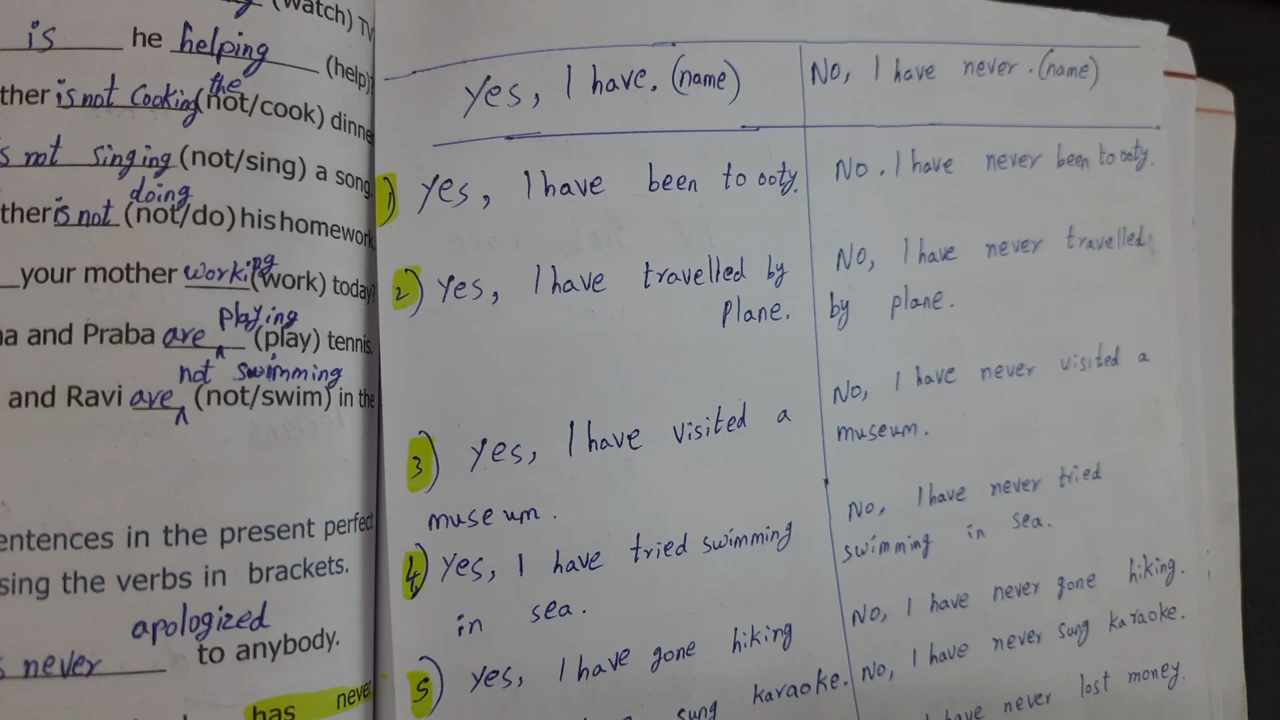 (watch) TV
is he helping (help)
the
ther is not Cooking (not/cook) dinne
s not singing (not/sing) a song.
doing
ther is not (not/do) his homework
your mother working (work) today?
playing
a and Praba are (play) tennis.
not swimming
and Ravi are (not/swim) in the
entences in the present perfect
sing the verbs in brackets.
apologized
s never to anybody.
has never
Yes, I have. (name)
No, I have never. (name)
1) Yes, I have been to ooty.
No. I have never been to ooty.
2) Yes, I have travelled by
plane.
No, I have never travelled
by plane.
3) Yes, I have visited a
museum.
No, I have never visited a
museum.
4) Yes, I have tried swimming
in sea.
No, I have never tried
swimming in sea.
5) Yes, I have gone hiking
No, I have never gone hiking.
sung karaoke.
No, I have never sung karaoke.
have never lost money.